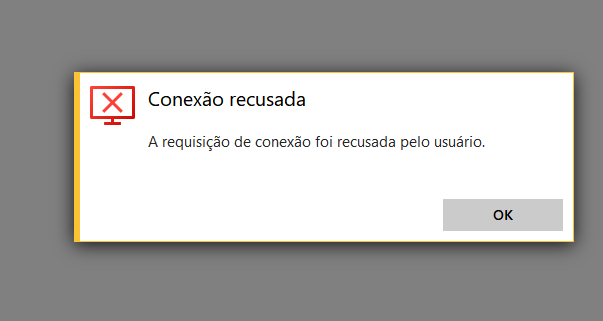 Conexão recusada
A requisição de conexão foi recusada pelo usuário.
OK